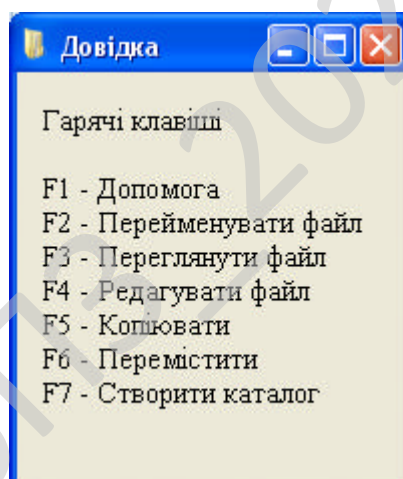 Довідка
Гарячі клавіші
F1 - Допомога
F2 - Перейменувати файл
F3 - Переглянути файл
F4 - Редагувати файл
F5 - Копіювати
F6 - Перемістити
F7 - Створити каталог